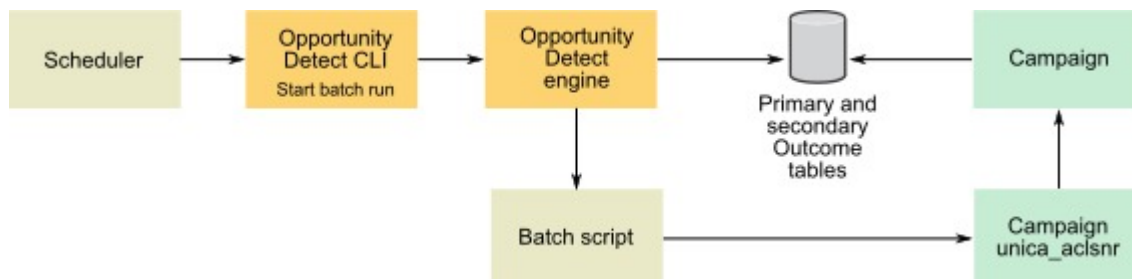 Scheduler
Opportunity
Detect CLI
Start batch run
Opportunity
Detect
engine
Primary and
secondary
Outcome
tables
Campaign
Batch script
Campaign
unica_aclsnr